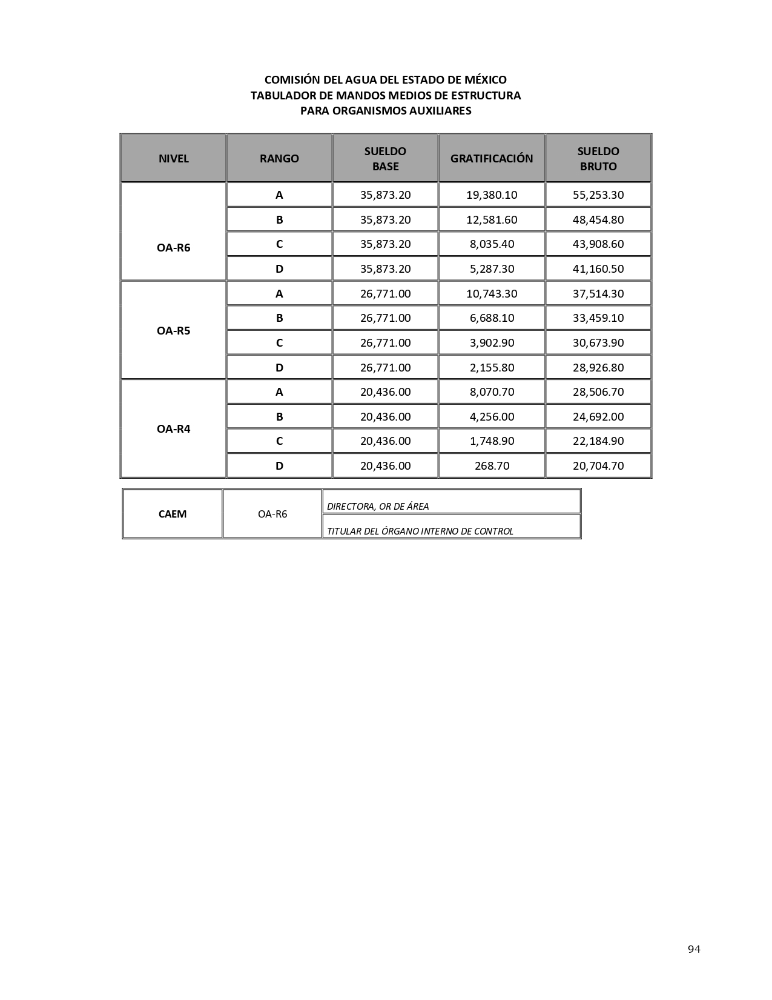 COMISIÓN DEL AGUA DEL ESTADO DE MÉXICO
TABULADOR DE MANDOS MEDIOS DE ESTRUCTURA
PARA ORGANISMOS AUXILIARES
NIVEL RANGO SUELDO BASE GRATIFICACIÓN SUELDO BRUTO
OA-R6
A 35,873.20 19,380.10 55,253.30
B 35,873.20 12,581.60 48,454.80
C 35,873.20 8,035.40 43,908.60
D 35,873.20 5,287.30 41,160.50
OA-R5
A 26,771.00 10,743.30 37,514.30
B 26,771.00 6,688.10 33,459.10
C 26,771.00 3,902.90 30,673.90
D 26,771.00 2,155.80 28,926.80
OA-R4
A 20,436.00 8,070.70 28,506.70
B 20,436.00 4,256.00 24,692.00
C 20,436.00 1,748.90 22,184.90
D 20,436.00 268.70 20,704.70
CAEM OA-R6
DIRECTORA, OR DE ÁREA
TITULAR DEL ÓRGANO INTERNO DE CONTROL
94